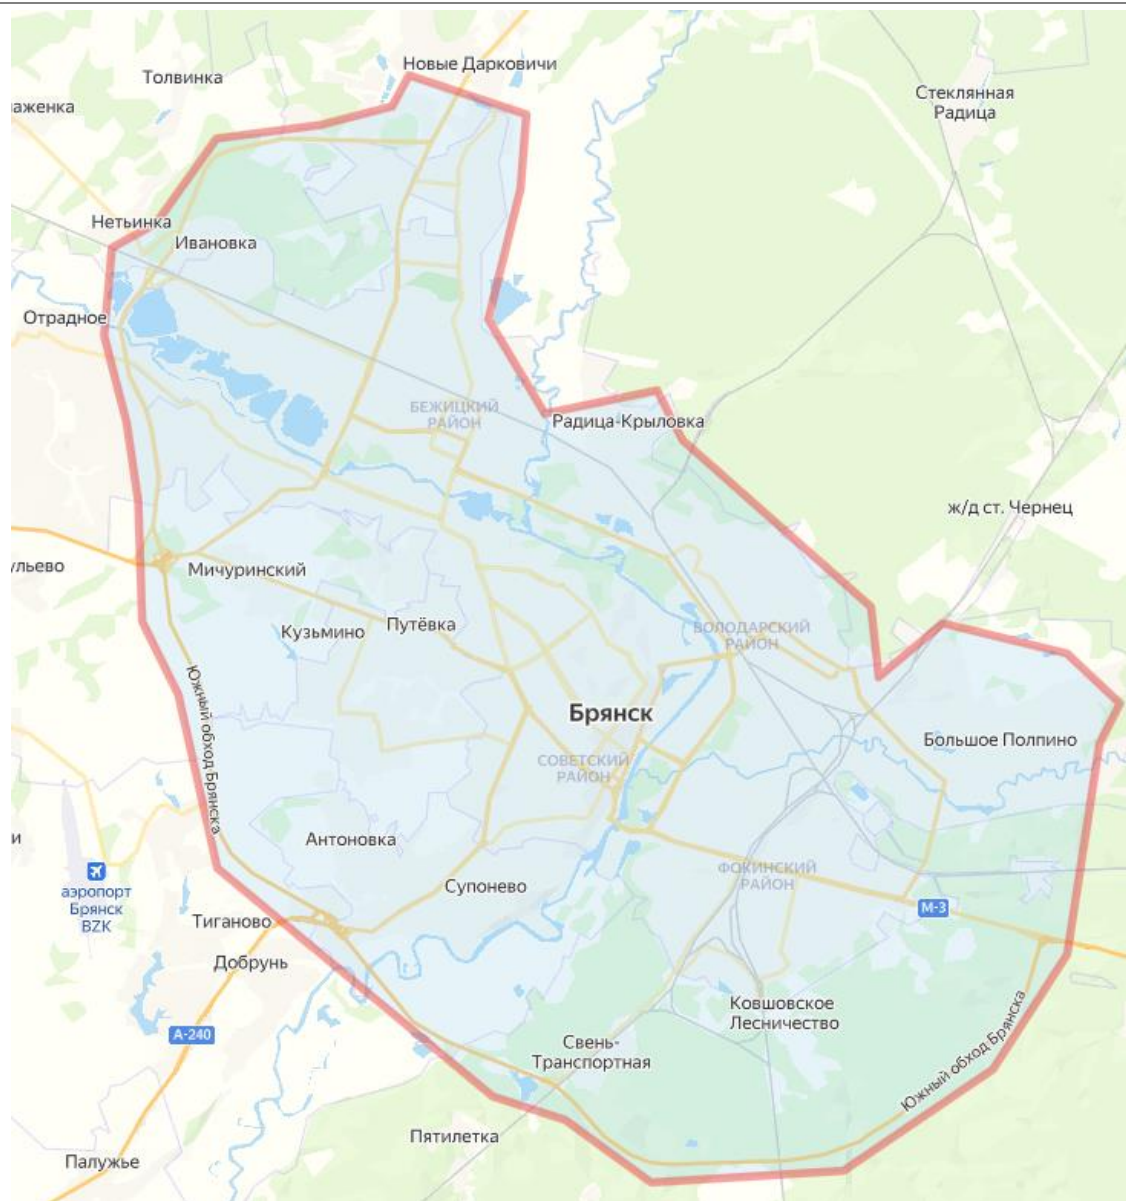 Новые Дарковичи
Толвинка
аженка
Стеклянная
Радица
Нетьинка
Ивановка
Отрадное
БЕЖИЦКИЙ
РАЙОН
Радица-Крыловка
ж/д ст. Чернец
ульево
Мичуринский
Кузьмино
Путёвка
ВОЛОДАРСКИЙ
РАЙОН
Южный обход Брянска
Брянск
Большое Полпино
СОВЕТСКИЙ
РАЙОН
и
Антоновка
аэропорт
Брянск
BZK
Супонево
ФОКИНСКИЙ
РАЙОН
М-3
Тиганово
Добрунь
А-240
Ковшовское
Лесничество
Свень-
Транспортная
Южный обход Брянска
Пятилетка
Палужье